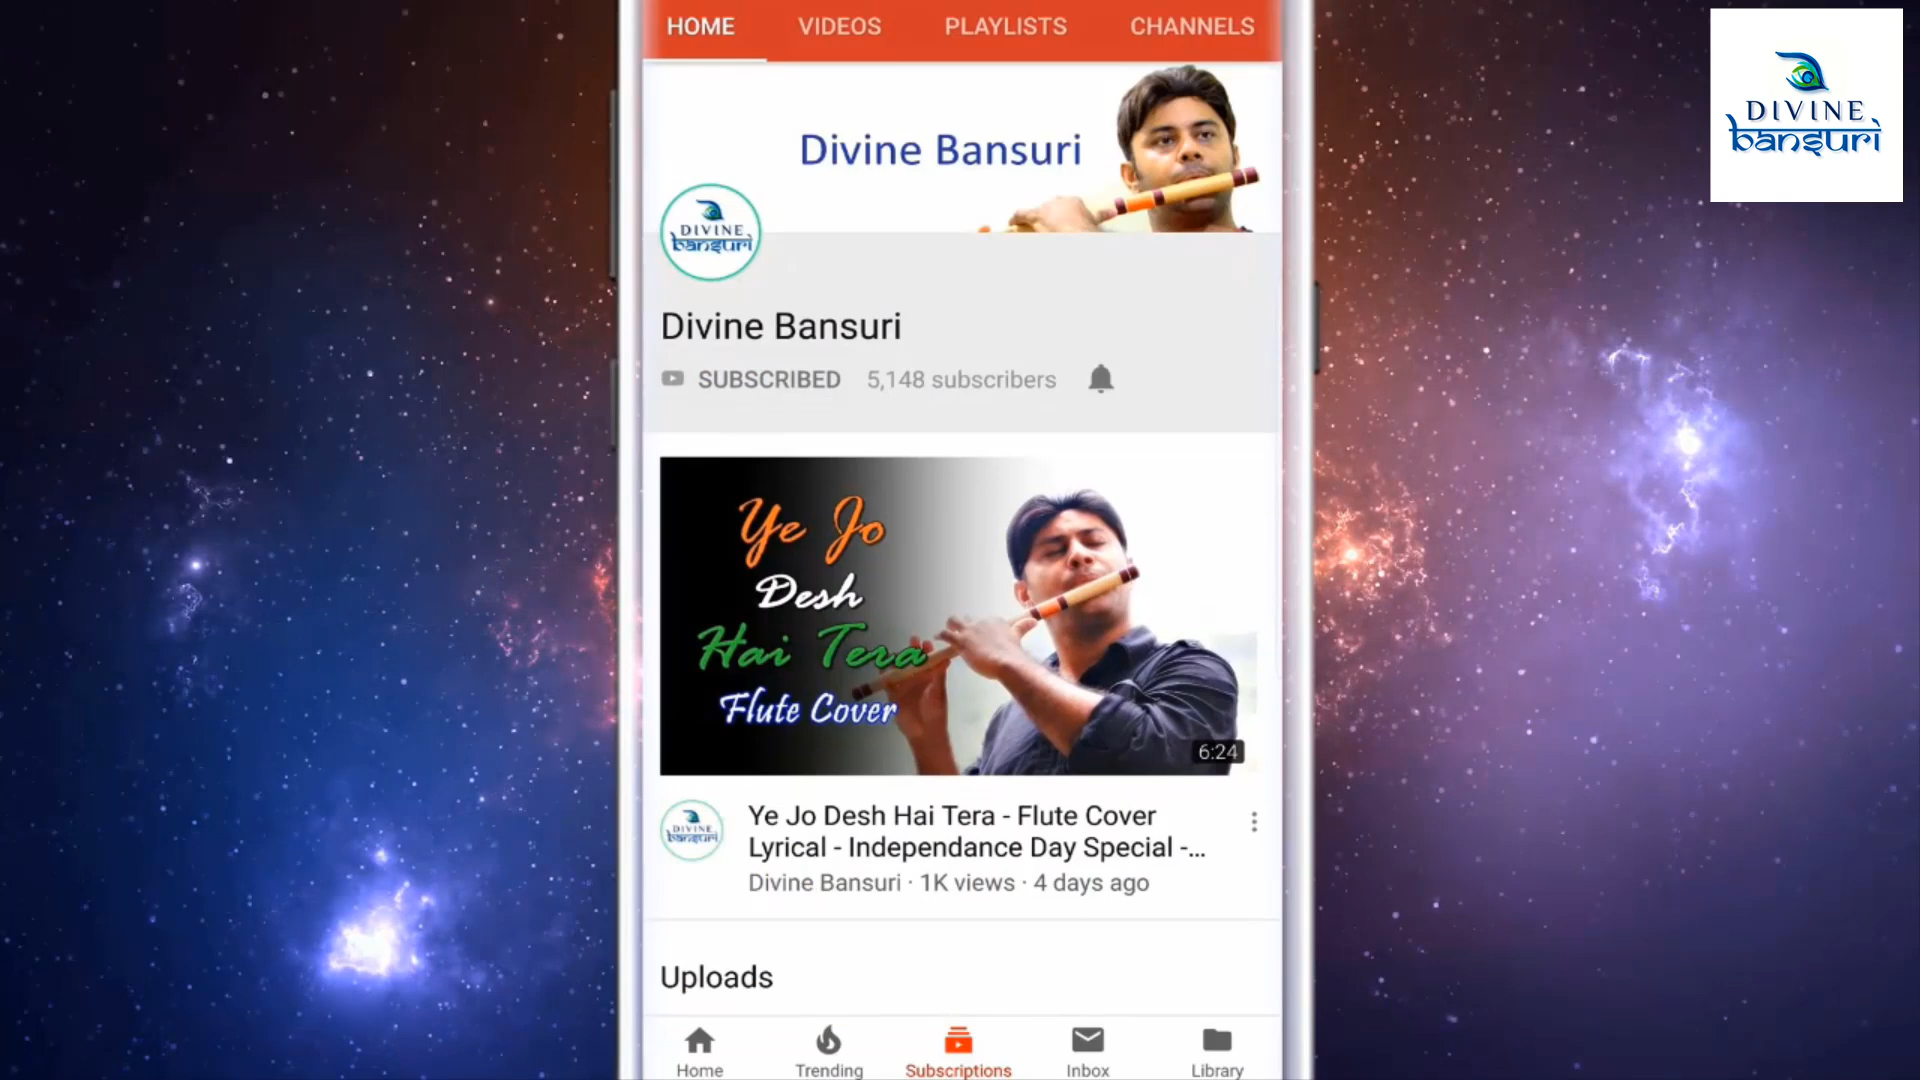 HOME VIDEOS PLAYLISTS CHANNELS
DIVINE
bansuri
Divine Bansuri
DIVINE
bansuri
Divine Bansuri
SUBSCRIBED 5,148 subscribers
Ye Jo
Desh
Hai Tera
Flute Cover
6:24
DIVINE
bansuri
Ye Jo Desh Hai Tera - Flute Cover
Lyrical - Independance Day Special -...
Divine Bansuri · 1K views · 4 days ago
Uploads
Home Trending Subscriptions Inbox Library